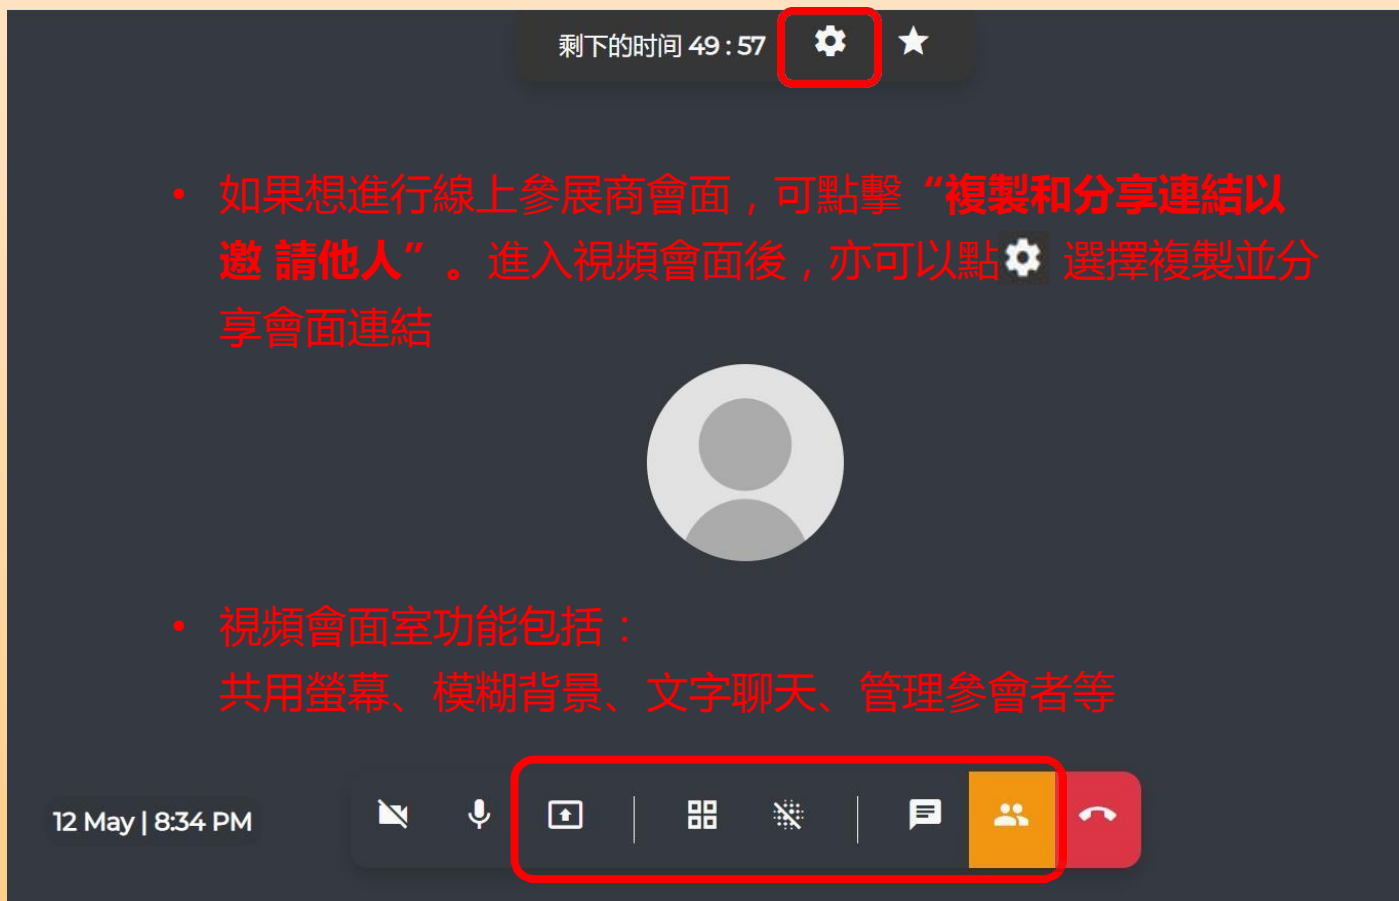 剩下的时间 49 : 57
• 如果想進行線上參展商會面，可點擊“複製和分享連結以
邀 請他人”。進入視頻會面後，亦可以點 選擇複製並分
享會面連結
• 視頻會面室功能包括：
共用螢幕、模糊背景、文字聊天、管理參會者等
12 May | 8:34 PM